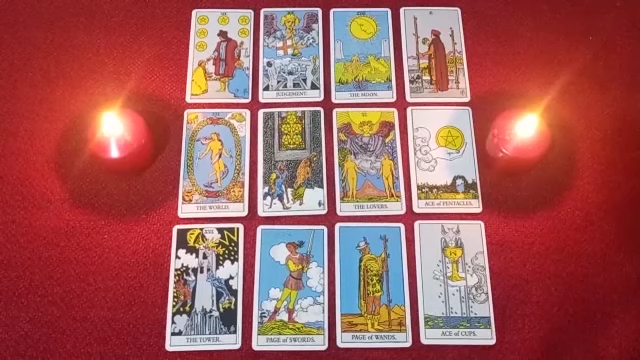 JUDGEMENT.
THE MOON.
THE WORLD.
THE LOVERS.
ACE of PENTACLES.
THE TOWER.
PAGE of SWORDS.
PAGE of WANDS.
ACE of CUPS.